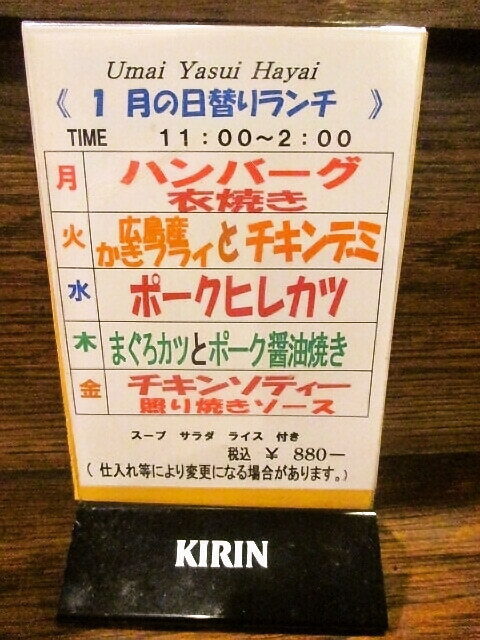 Umai Yasui Hayai
《 1 月の日替りランチ 》
TIME 11:00～2:00
月 ハンバーグ
衣焼き
火 広島産
かきフライとチキンデミ
水 ポークヒレカツ
木 まぐろカツとポーク醤油焼き
金 チキンソティー
照り焼きソース
スープ サラダ ライス 付き
税込 ¥ 880―
( 仕入れ等により変更になる場合があります。)
KIRIN